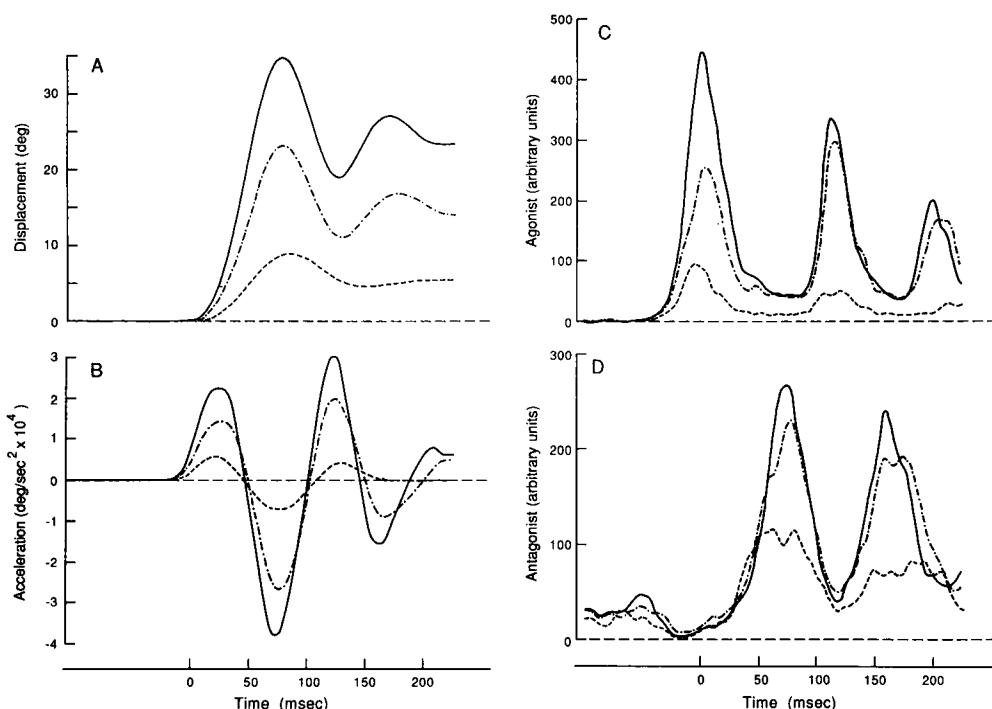 A
Displacement (deg)
30
20
10
0
B
Acceleration (deg/sec² x 10⁴)
3
2
1
0
-1
-2
-3
-4
0 50 100 150 200
Time (msec)
C
Agonist (arbitrary units)
500
400
300
200
100
0
D
Antagonist (arbitrary units)
300
200
100
0
0 50 100 150 200
Time (msec)